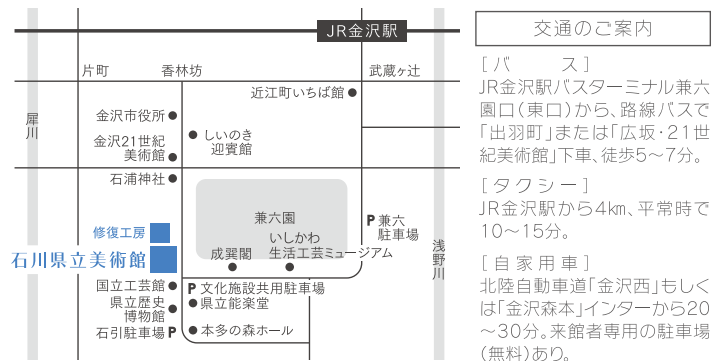 JR金沢駅
片町
香林坊
武蔵ヶ辻
近江町いちば館
犀川
金沢市役所
しいのき
迎賓館
金沢21世紀
美術館
石浦神社
兼六園
兼六
駐車場
浅野川
修復工房
石川県立美術館
成巽閣
いしかわ
生活工芸ミュージアム
国立工芸館
P 文化施設共用駐車場
県立歴史
博物館
県立能楽堂
石引駐車場 P
本多の森ホール
P
交通のご案内
［バス］
JR金沢駅バスターミナル兼六
園口(東口)から、路線バスで
「出羽町」または「広坂・21世
紀美術館」下車、徒歩5〜7分。
［タクシー］
JR金沢駅から4km、平常時で
10〜15分。
［自家用車］
北陸自動車道「金沢西」もしく
は「金沢森本」インターから20
〜30分。来館者専用の駐車場
(無料)あり。